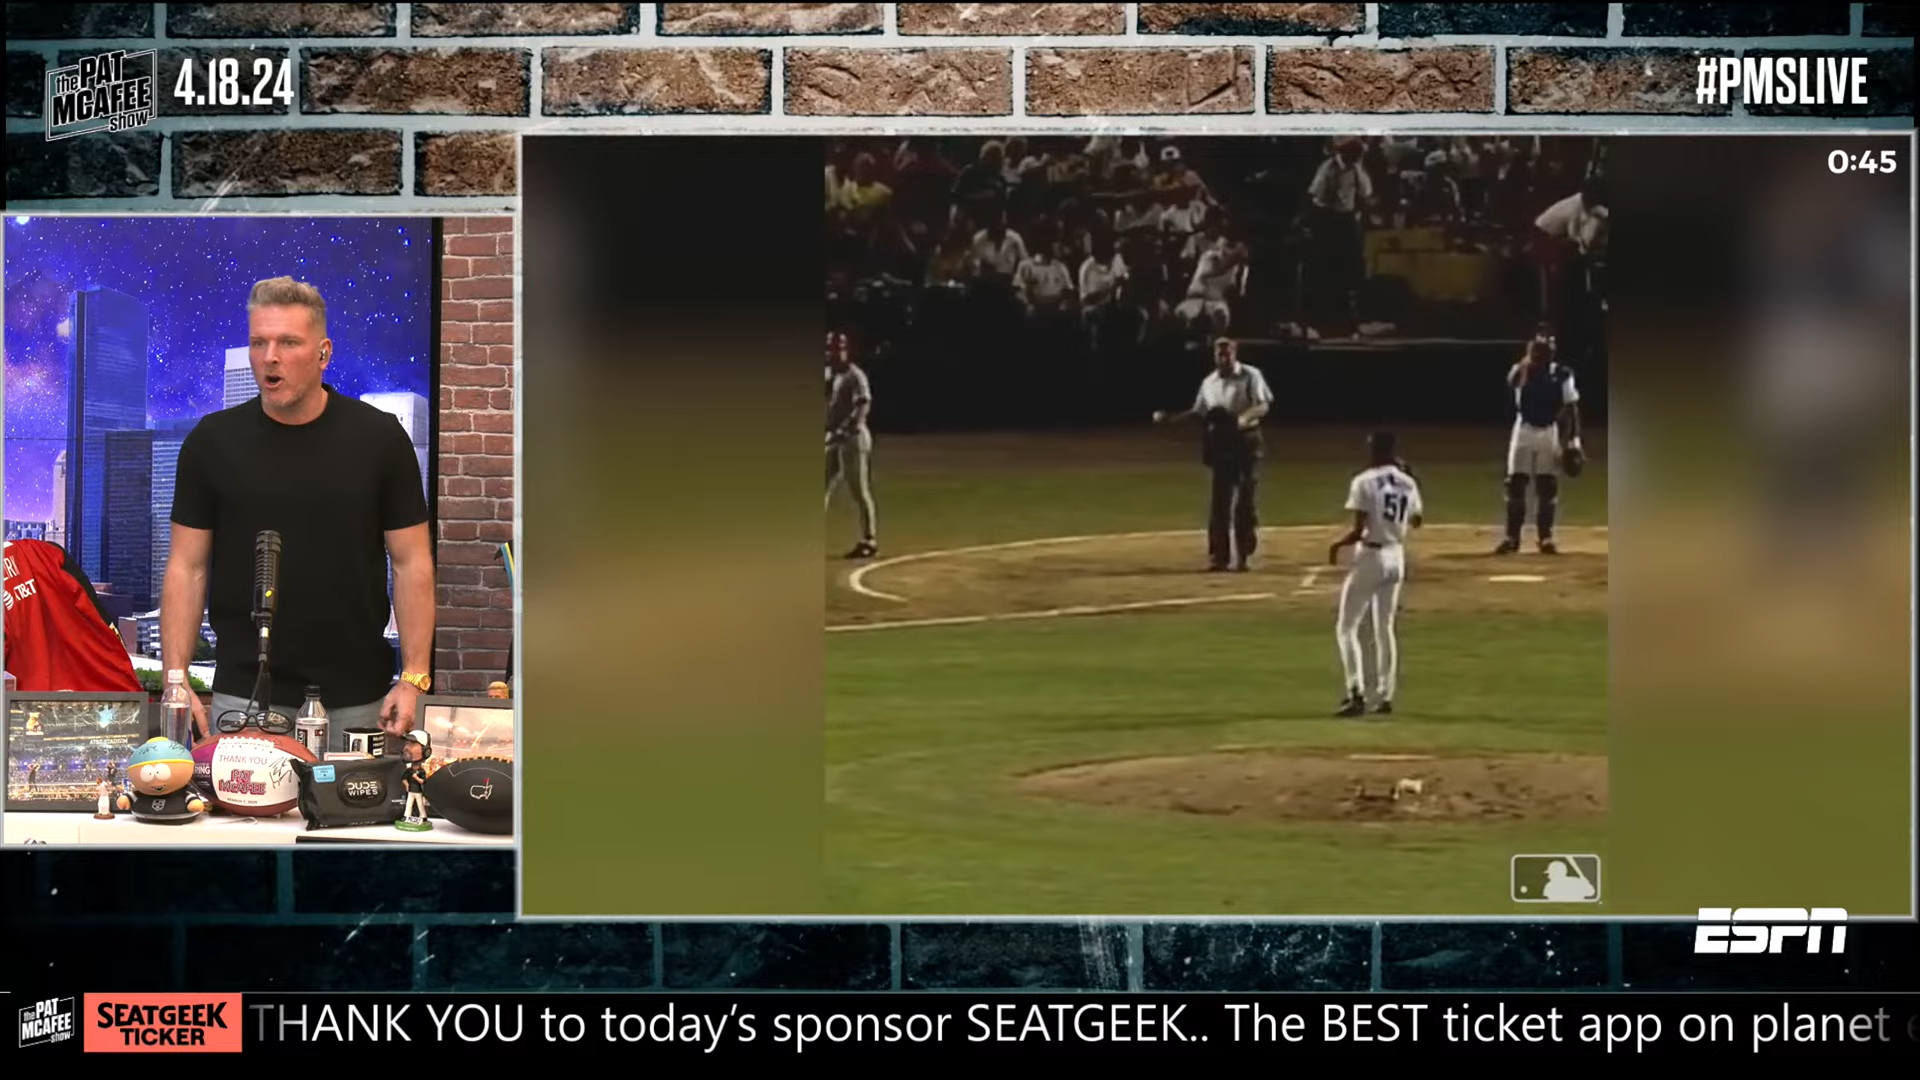 the PAT MCAFEE show
4.18.24
#PMSLIVE
0:45
51
AT&T
THANK YOU
PAT MCAFEE
DUDE WIPES
ESPN
the PAT MCAFEE show
SEATGEEK TICKER
THANK YOU to today's sponsor SEATGEEK.. The BEST ticket app on planet